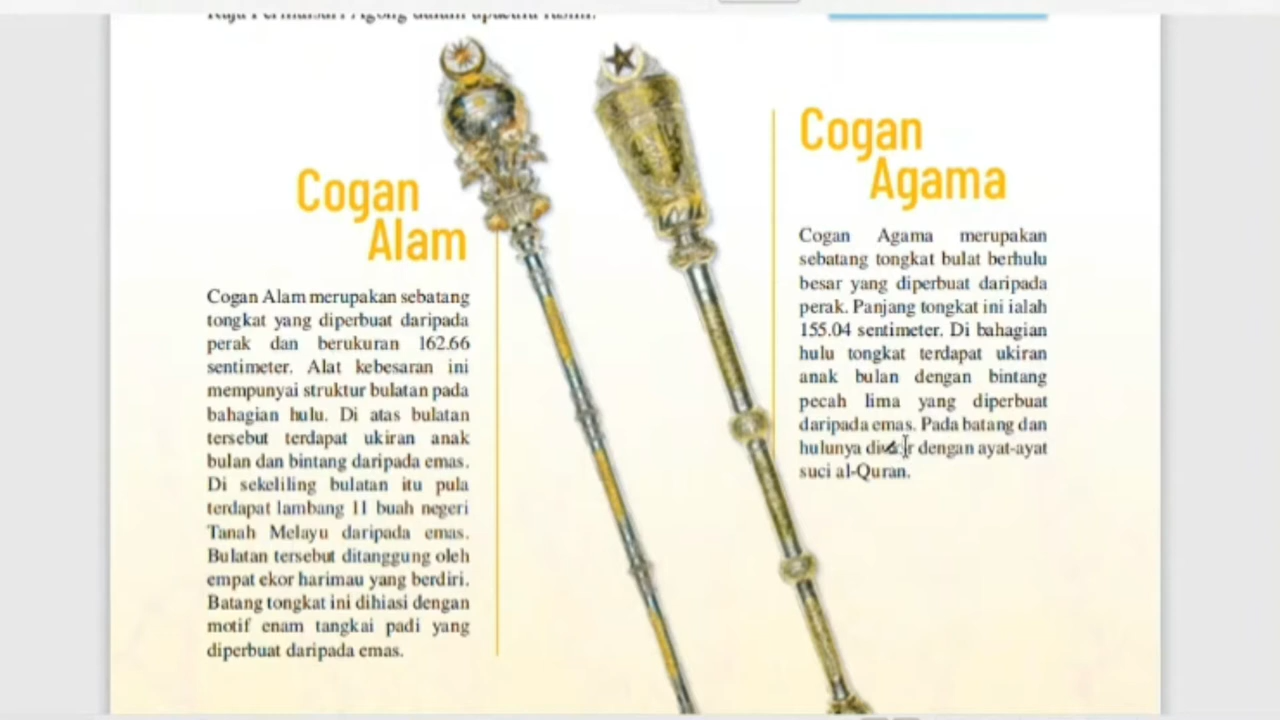 Raja Permaisuri Agong dalam upacara rasmi.
Cogan
Alam
Cogan Alam merupakan sebatang
tongkat yang diperbuat daripada
perak dan berukuran 162.66
sentimeter. Alat kebesaran ini
mempunyai struktur bulatan pada
bahagian hulu. Di atas bulatan
tersebut terdapat ukiran anak
bulan dan bintang daripada emas.
Di sekeliling bulatan itu pula
terdapat lambang 11 buah negeri
Tanah Melayu daripada emas.
Bulatan tersebut ditanggung oleh
empat ekor harimau yang berdiri.
Batang tongkat ini dihiasi dengan
motif enam tangkai padi yang
diperbuat daripada emas.
Cogan
Agama
Cogan Agama merupakan
sebatang tongkat bulat berhulu
besar yang diperbuat daripada
perak. Panjang tongkat ini ialah
155.04 sentimeter. Di bahagian
hulu tongkat terdapat ukiran
anak bulan dengan bintang
pecah lima yang diperbuat
daripada emas. Pada batang dan
hulunya dengan ayat-ayat
suci al-Quran.